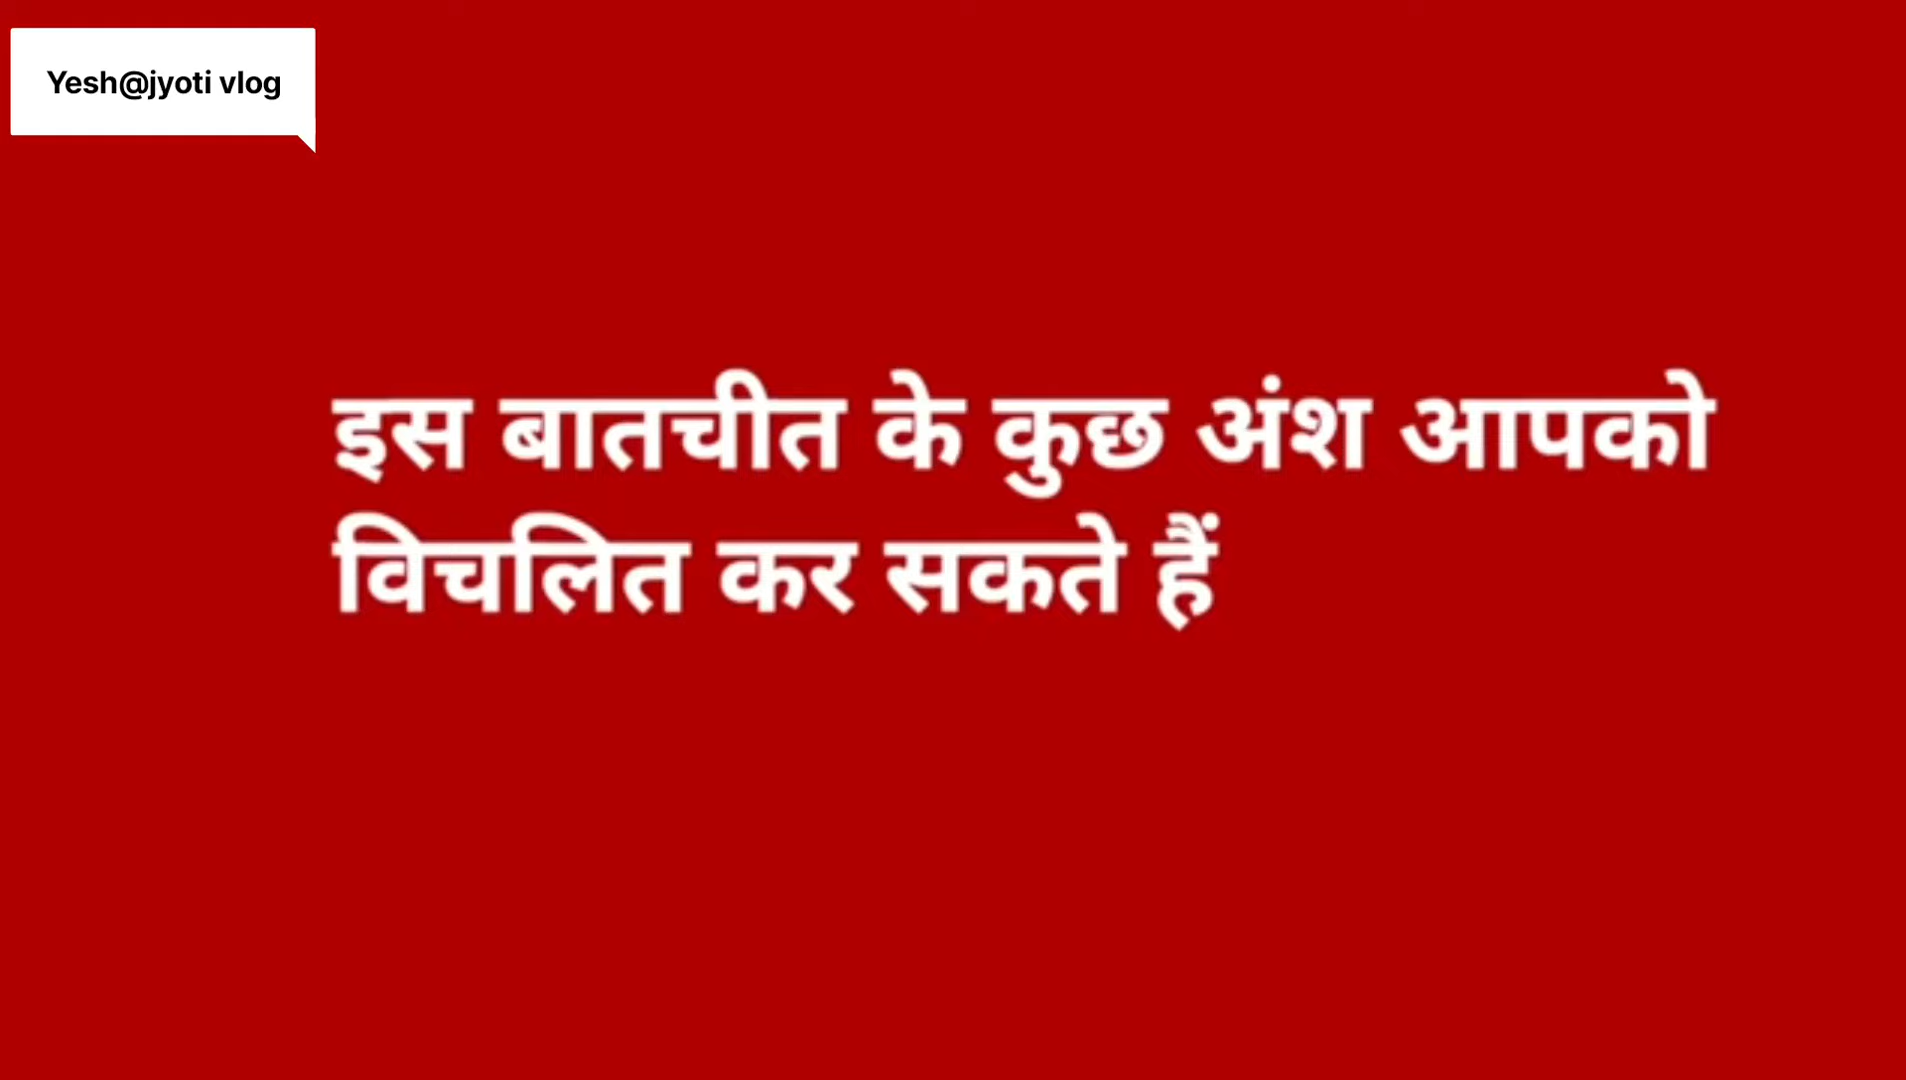 Yesh@jyoti vlog
इस बातचीत के कुछ अंश आपको
विचलित कर सकते हैं